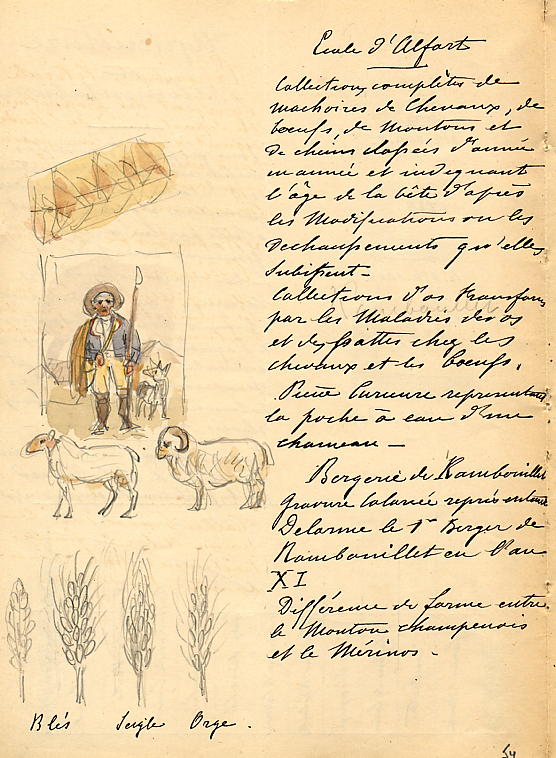 Ecole d'Alfort
Collection complètes de
machoires de Chevaux, de
boeufs, de Moutons et
de chiens classées d'année
en année et indiquant
l'âge de la bête d'après
les Modifications ou les
Dechaussements qu'elles
subissent -
Collections d'os transformés
par les Maladies des os
et des pattes chez les
chevaux et les boeufs.
Pièce Curieuse représentant
la poche à eau d'un
chameau -
Bergerie de Rambouillet
Gravure Coloriée représentant
Delorme le 1er Berger de
Rambouillet en l'an
XI
Différence de forme entre
le Mouton champenois
et le Mérinos -
Blés Seigle Orge.
54